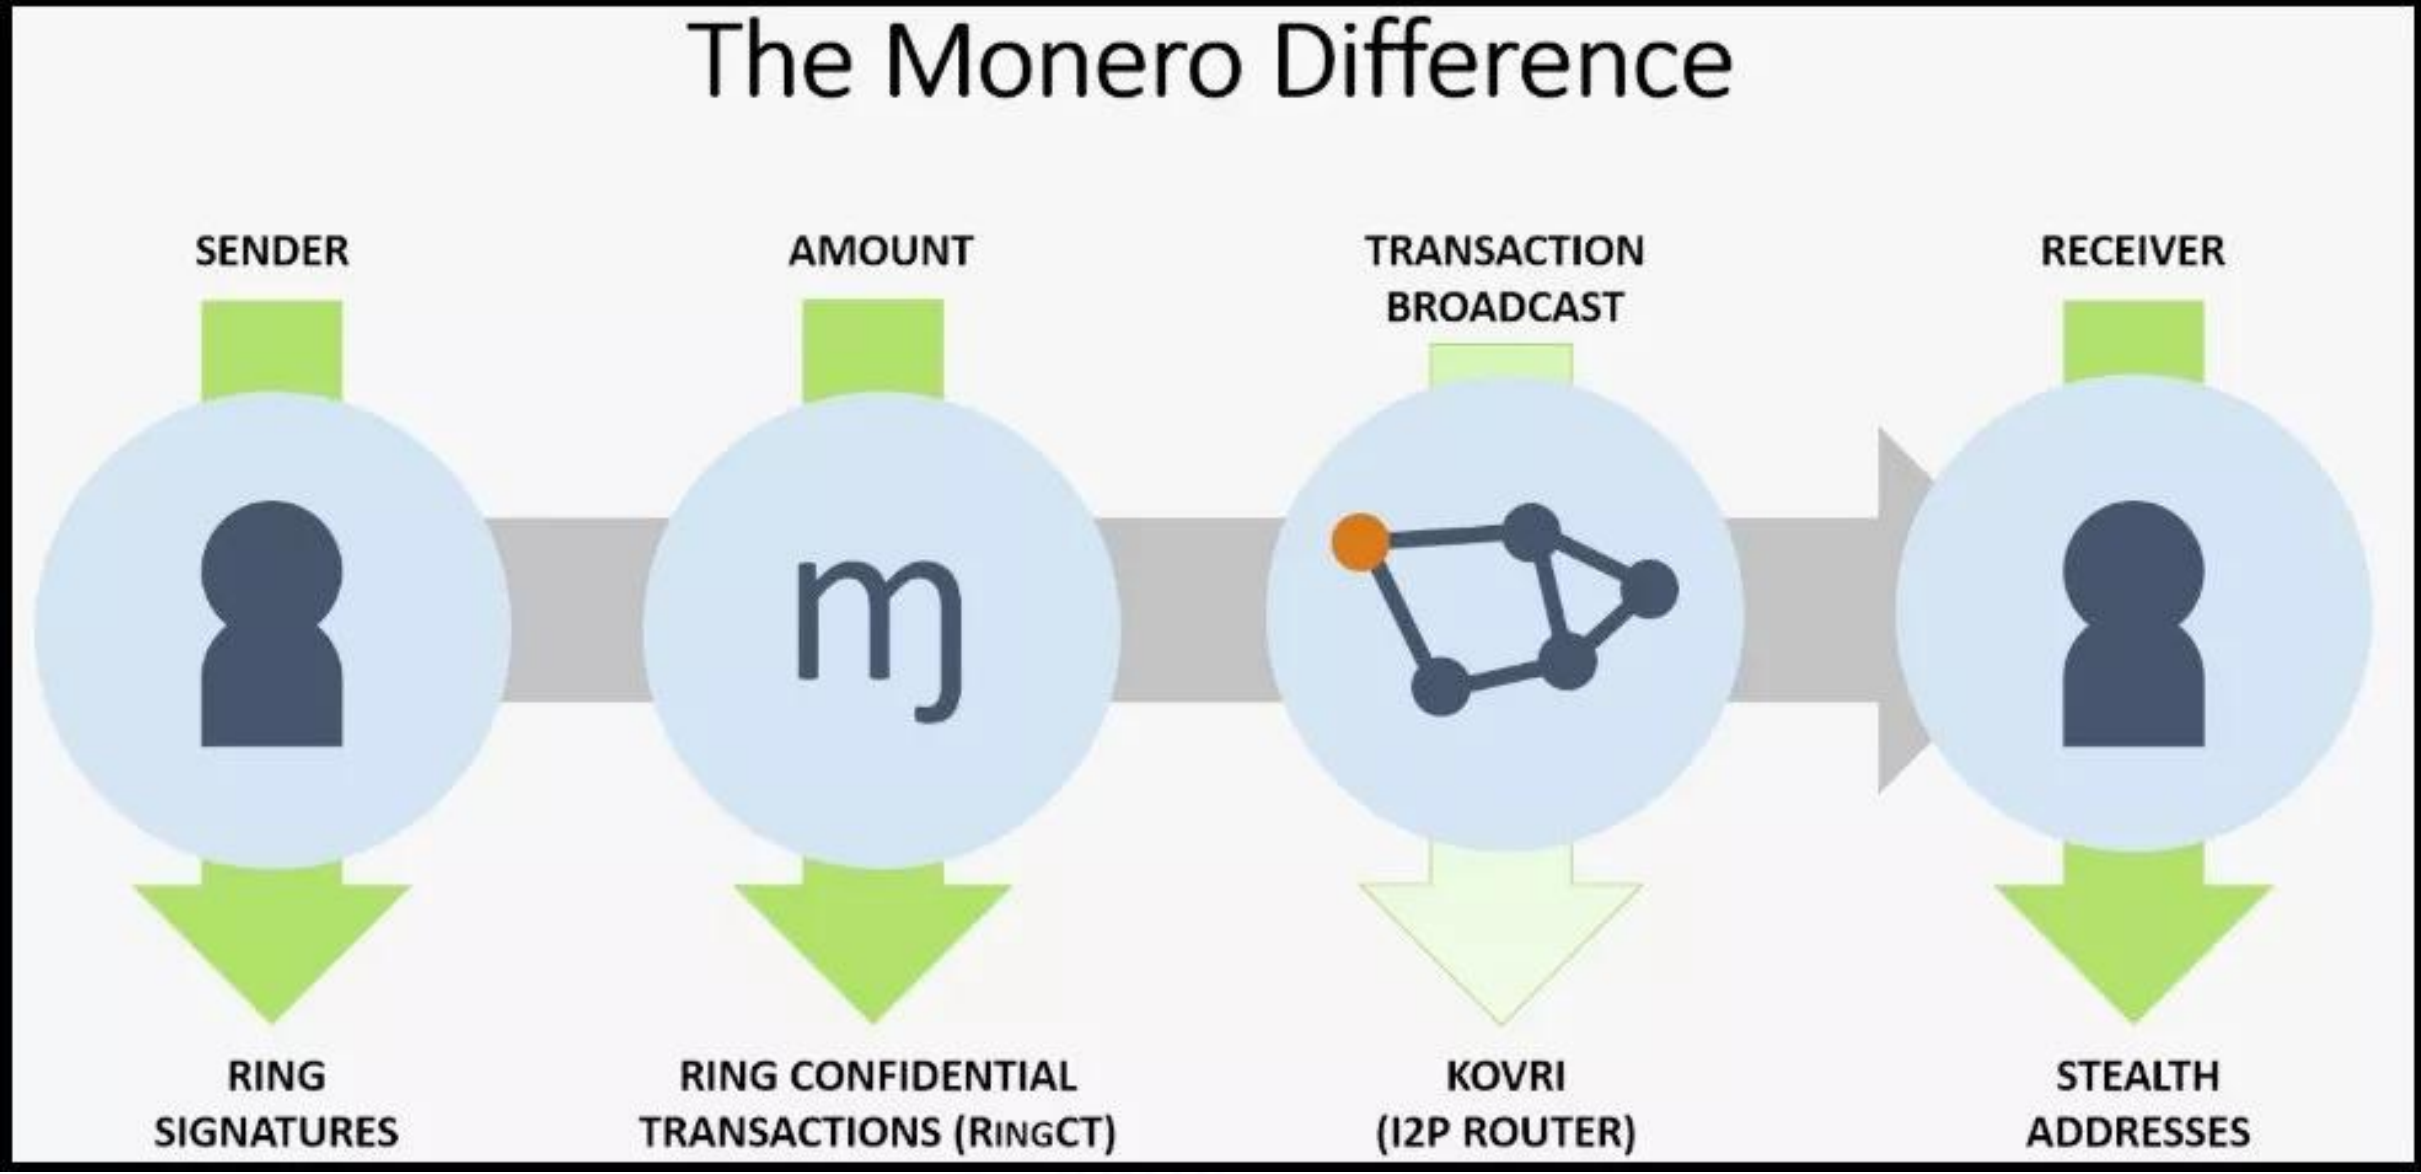 The Monero Difference
SENDER
AMOUNT
TRANSACTION
BROADCAST
RECEIVER
ɱ
RING
SIGNATURES
RING CONFIDENTIAL
TRANSACTIONS (RINGCT)
KOVRI
(I2P ROUTER)
STEALTH
ADDRESSES